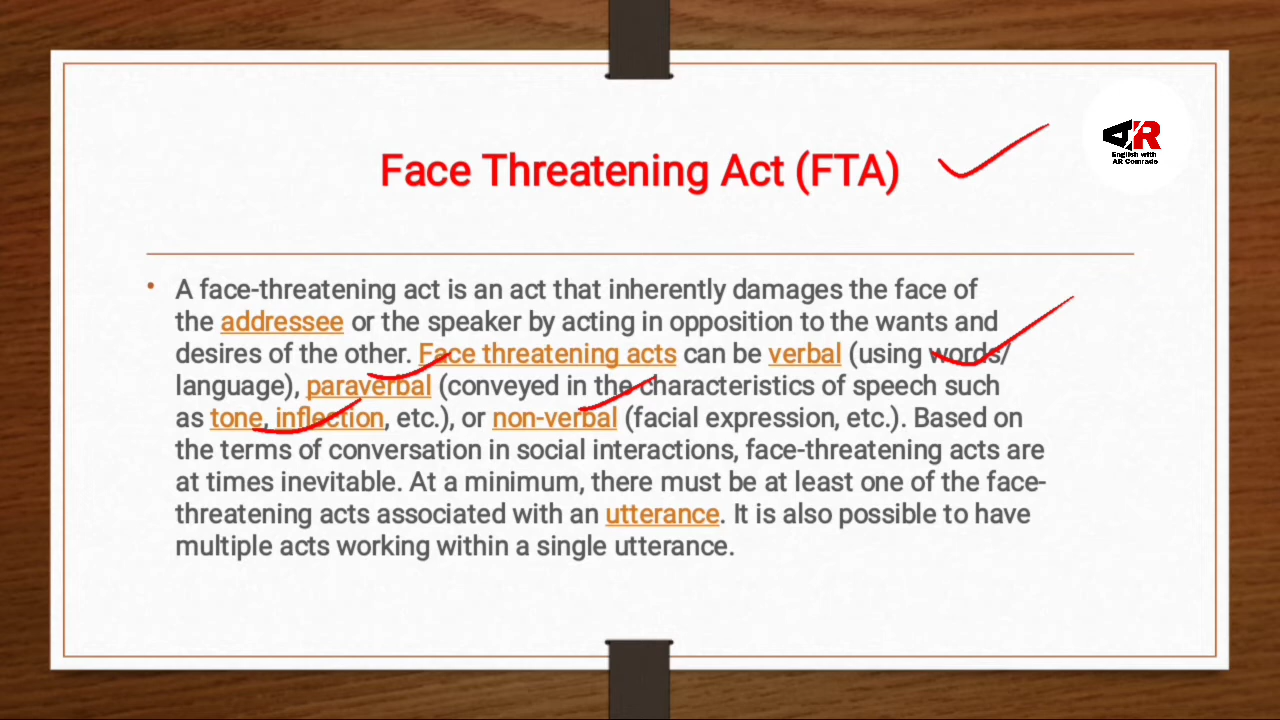 AR
English with
AR Comrade
Face Threatening Act (FTA)
• A face-threatening act is an act that inherently damages the face of
the addressee or the speaker by acting in opposition to the wants and
desires of the other. Face threatening acts can be verbal (using words/
language), paraverbal (conveyed in the characteristics of speech such
as tone, inflection, etc.), or non-verbal (facial expression, etc.). Based on
the terms of conversation in social interactions, face-threatening acts are
at times inevitable. At a minimum, there must be at least one of the face-
threatening acts associated with an utterance. It is also possible to have
multiple acts working within a single utterance.